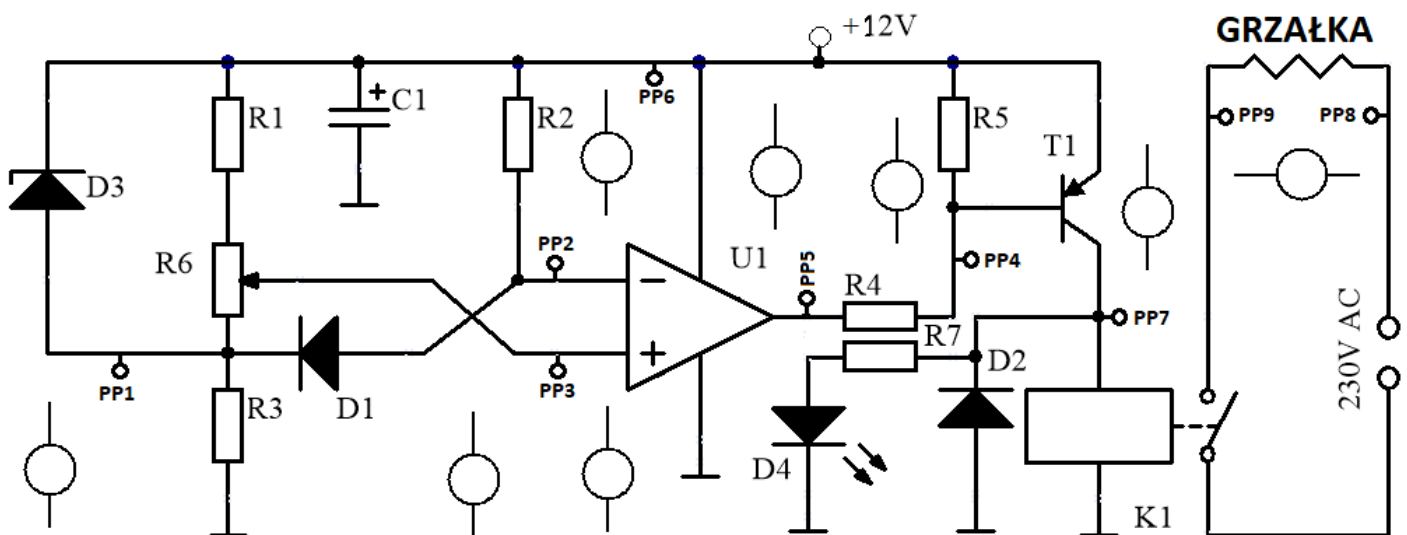 +12V
GRZAŁKA
R1
C1
R2
PP6
R5
T1
PP9
PP8
D3
R6
PP2
U1
PP5
R4
PP4
PP7
R7
PP1
R3
D1
PP3
D2
D4
K1
230V AC